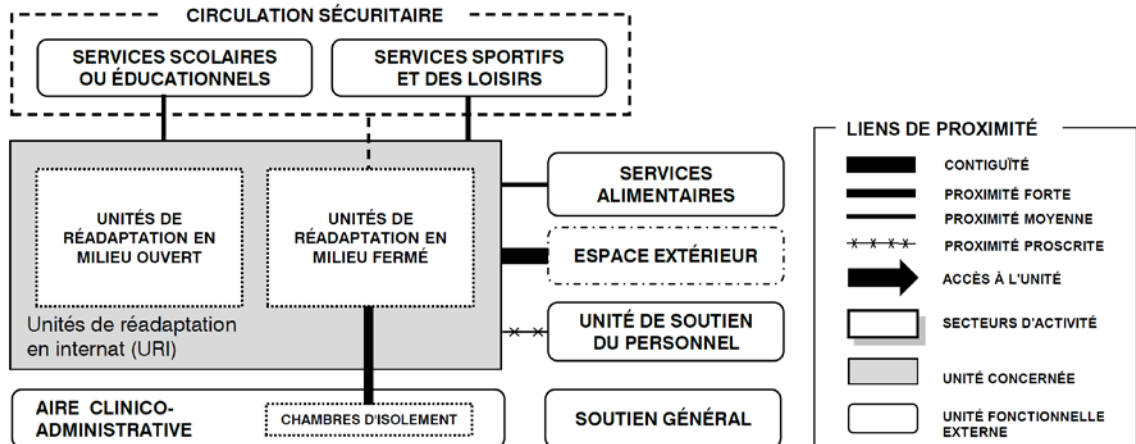 CIRCULATION SÉCURITAIRE
SERVICES SCOLAIRES
OU ÉDUCATIONNELS
SERVICES SPORTIFS
ET DES LOISIRS
UNITÉS DE
RÉADAPTATION EN
MILIEU OUVERT
UNITÉS DE
RÉADAPTATION EN
MILIEU FERMÉ
Unités de réadaptation
en internat (URI)
SERVICES
ALIMENTAIRES
ESPACE EXTÉRIEUR
UNITÉ DE SOUTIEN
DU PERSONNEL
AIRE CLINICO-
ADMINISTRATIVE
CHAMBRES D'ISOLEMENT
SOUTIEN GÉNÉRAL
LIENS DE PROXIMITÉ
CONTIGUÏTÉ
PROXIMITÉ FORTE
PROXIMITÉ MOYENNE
PROXIMITÉ PROSCRITE
ACCÈS À L'UNITÉ
SECTEURS D'ACTIVITÉ
UNITÉ CONCERNÉE
UNITÉ FONCTIONNELLE
EXTERNE